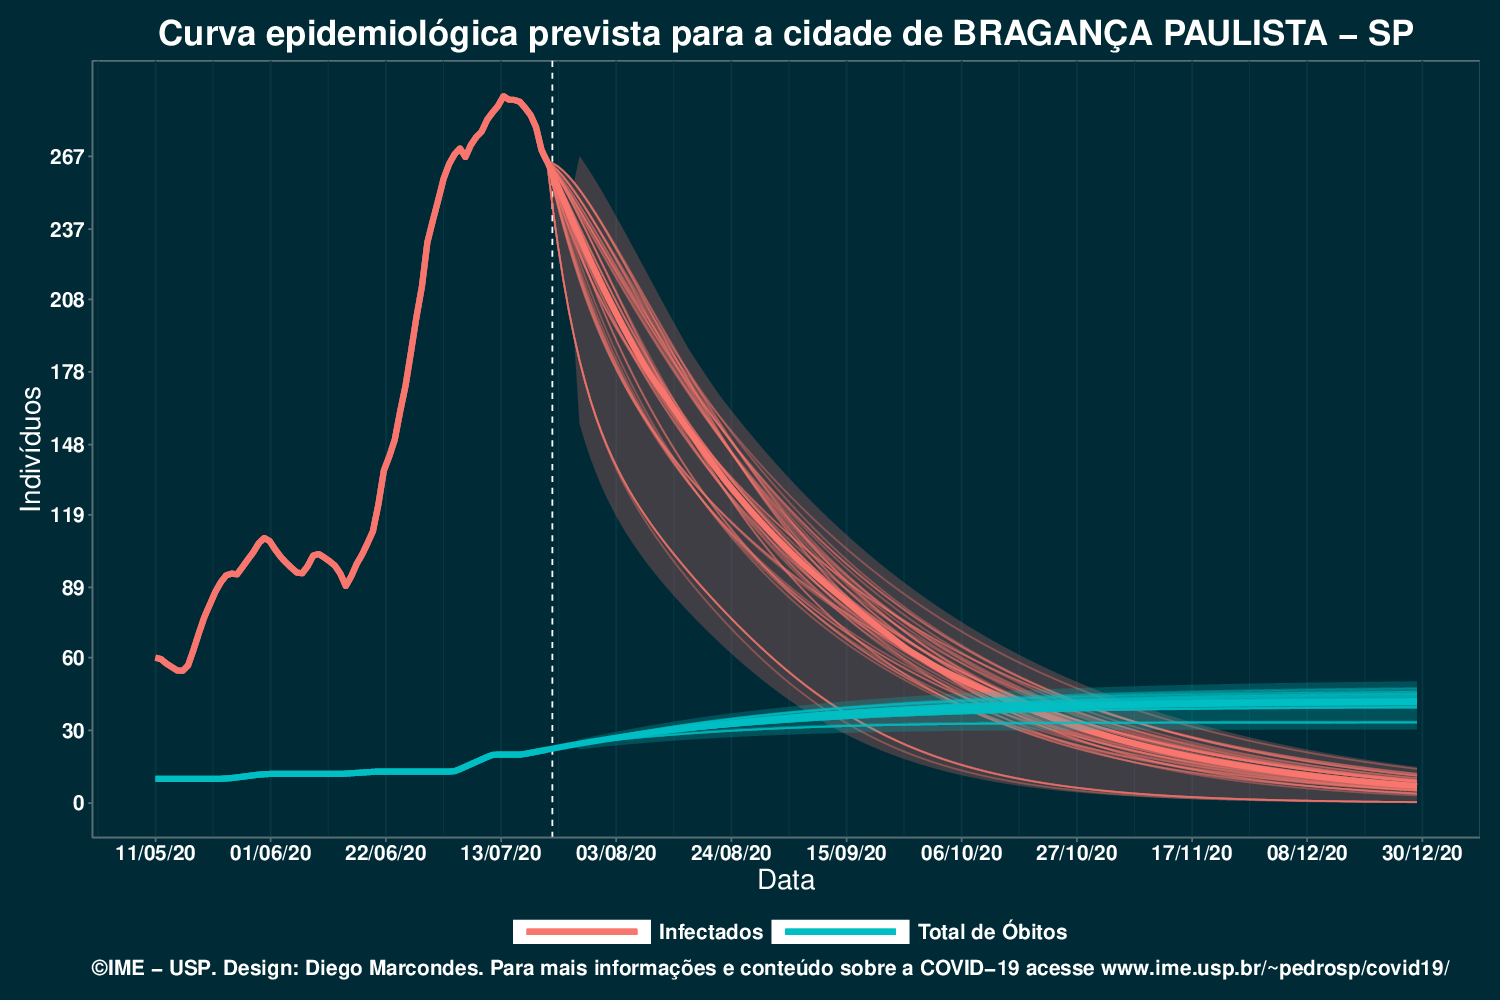 Curva epidemiológica prevista para a cidade de BRAGANÇA PAULISTA – SP
Indivíduos
267
237
208
178
148
119
89
60
30
0
11/05/20 01/06/20 22/06/20 13/07/20 03/08/20 24/08/20 15/09/20 06/10/20 27/10/20 17/11/20 08/12/20 30/12/20
Data
Infectados Total de Óbitos
©IME – USP. Design: Diego Marcondes. Para mais informações e conteúdo sobre a COVID–19 acesse www.ime.usp.br/~pedrosp/covid19/